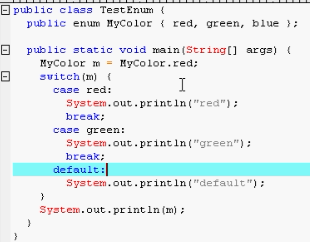 public class TestEnum {
  public enum MyColor { red, green, blue };

  public static void main(String[] args) {
    MyColor m = MyColor.red;
    switch(m) {
      case red:
        System.out.println("red");
        break;
      case green:
        System.out.println("green");
        break;
      default:
        System.out.println("default");
    }
    System.out.println(m);
  }
}